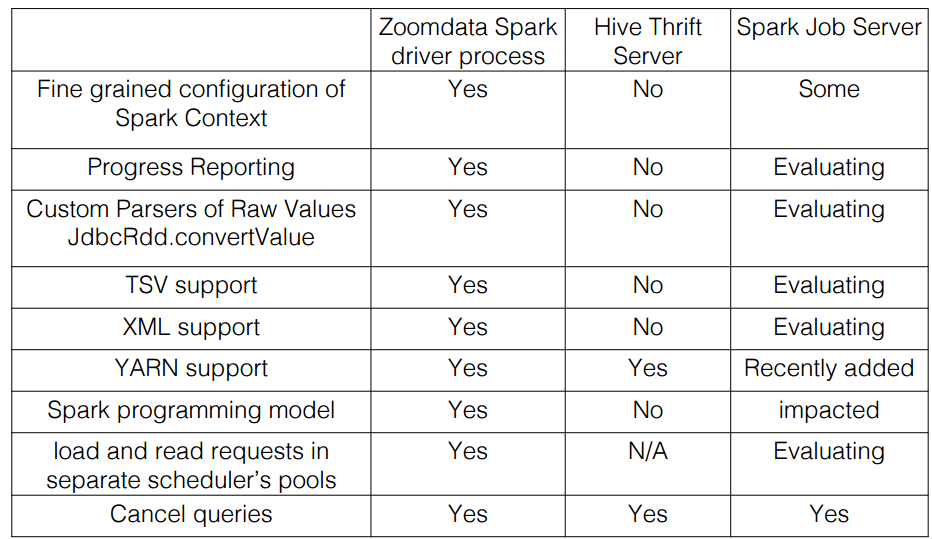 Zoomdata Spark driver process
Hive Thrift Server
Spark Job Server
Fine grained configuration of Spark Context
Yes
No
Some
Progress Reporting
Yes
No
Evaluating
Custom Parsers of Raw Values
JdbcRdd.convertValue
Yes
No
Evaluating
TSV support
Yes
No
Evaluating
XML support
Yes
No
Evaluating
YARN support
Yes
Yes
Recently added
Spark programming model
Yes
No
impacted
load and read requests in
separate scheduler's pools
Yes
N/A
Evaluating
Cancel queries
Yes
Yes
Yes